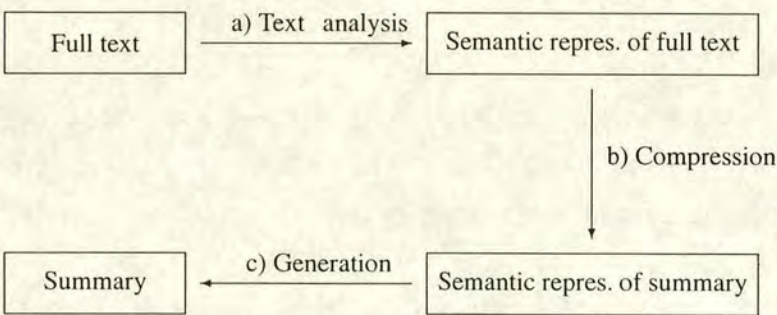 Full text
a) Text analysis
Semantic repres. of full text
b) Compression
Summary
c) Generation
Semantic repres. of summary